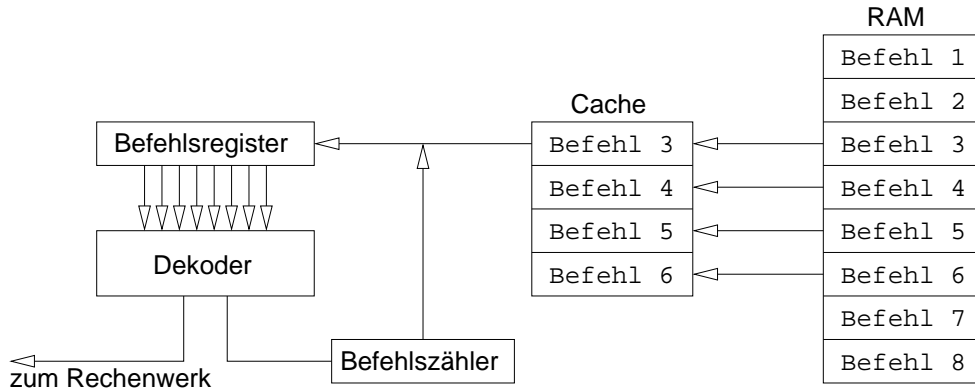 RAM
Befehl 1
Befehl 2
Befehl 3
Befehl 4
Befehl 5
Befehl 6
Befehl 7
Befehl 8
Cache
Befehl 3
Befehl 4
Befehl 5
Befehl 6
Befehlsregister
Dekoder
Befehlszähler
zum Rechenwerk